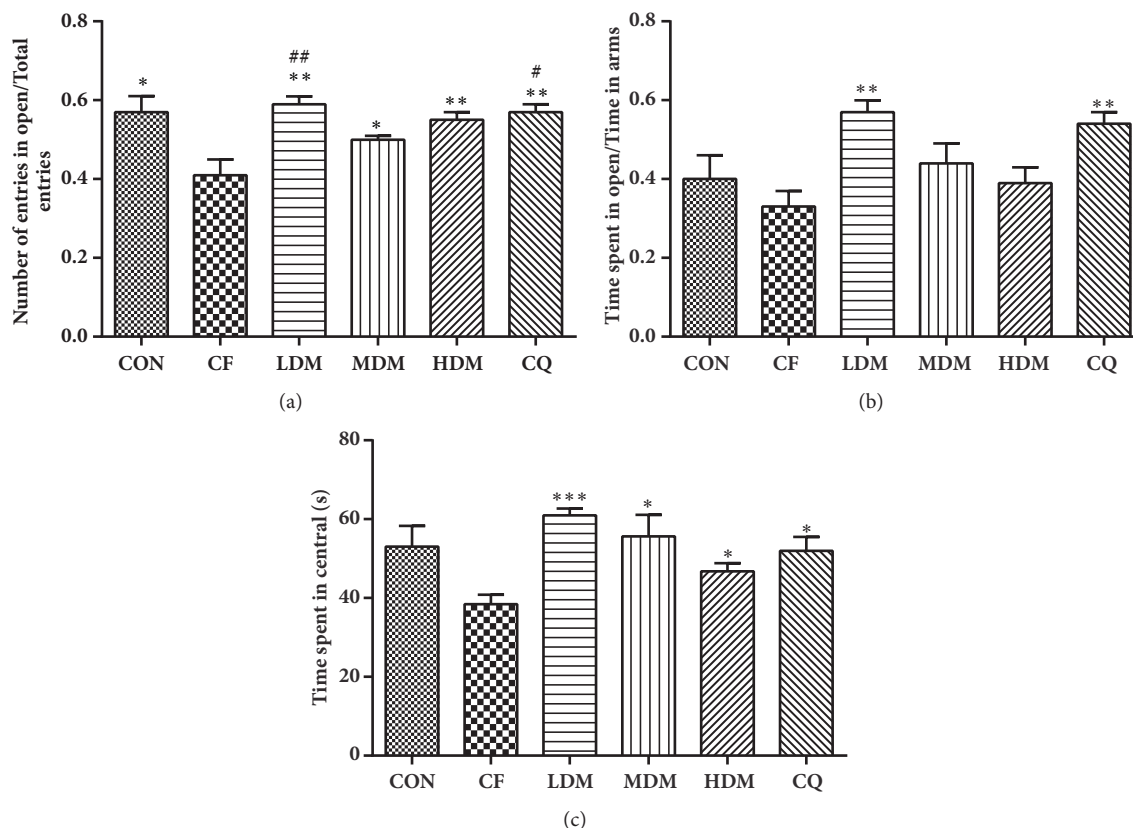 Number of entries in open/Total
entries
0.8
0.6
0.4
0.2
0.0
*
##
**
*
**
#
**
CON CF LDM MDM HDM CQ
(a)
Time spent in open/Time in arms
0.8
0.6
0.4
0.2
0.0
**
**
CON CF LDM MDM HDM CQ
(b)
Time spent in central (s)
80
60
40
20
0
***
*
*
*
CON CF LDM MDM HDM CQ
(c)